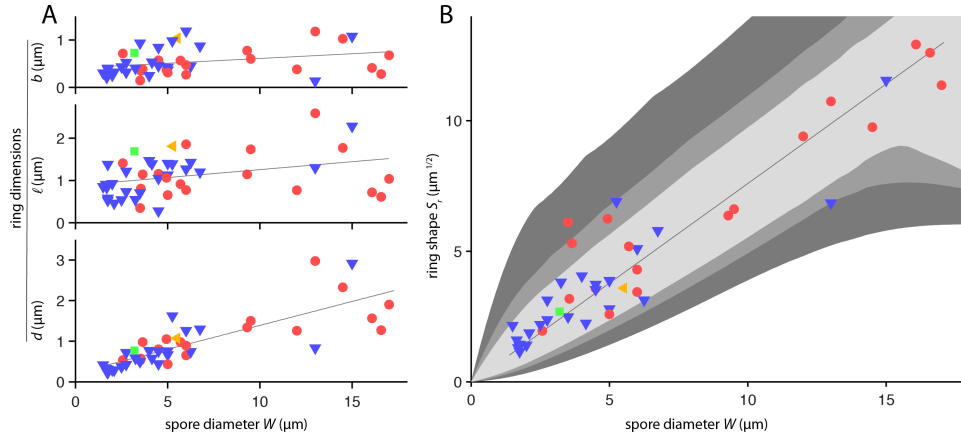 A
b (μm)
1
0
ℓ (μm)
2
1
0
d (μm)
3
2
1
0
ring dimensions
0
5
10
15
spore diameter W (μm)
B
ring shape Sr (μm1/2)
10
5
0
0
5
10
15
spore diameter W (μm)